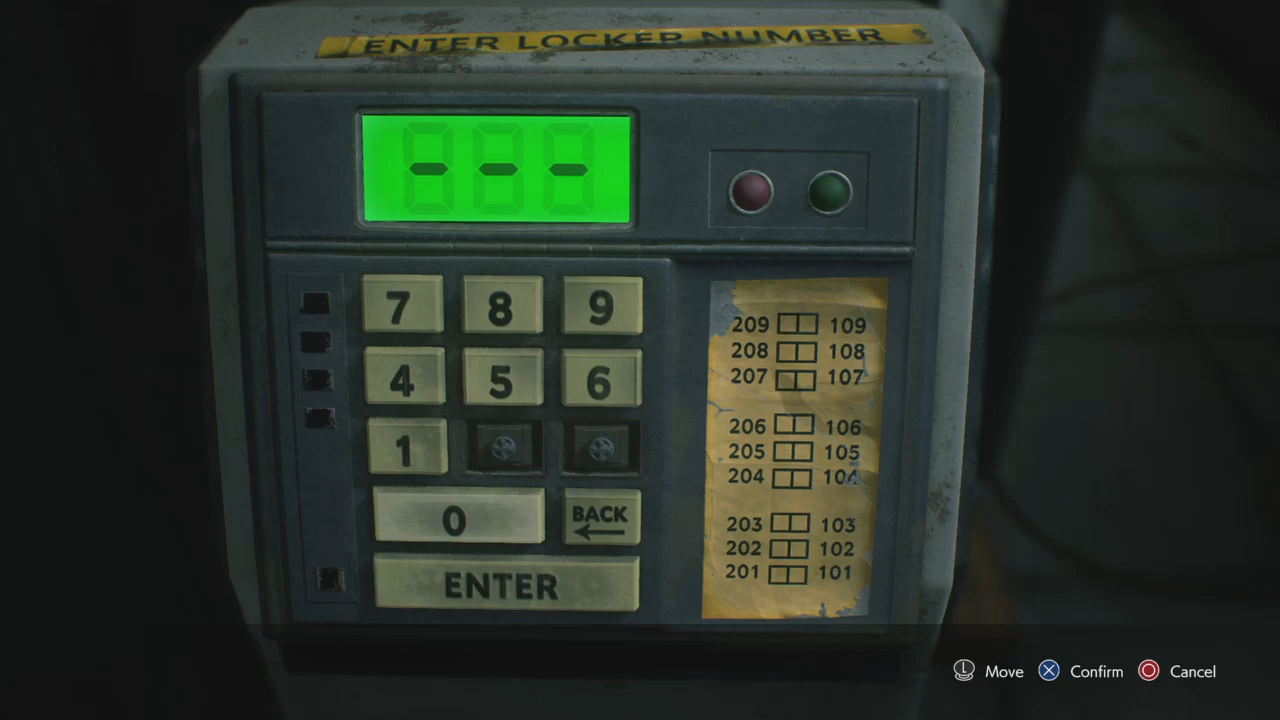 ENTER LOCKER NUMBER
- - -
7 8 9
4 5 6
1
0 BACK
ENTER
209 109
208 108
207 107
206 106
205 105
204 104
203 103
202 102
201 101
L Move Confirm Cancel